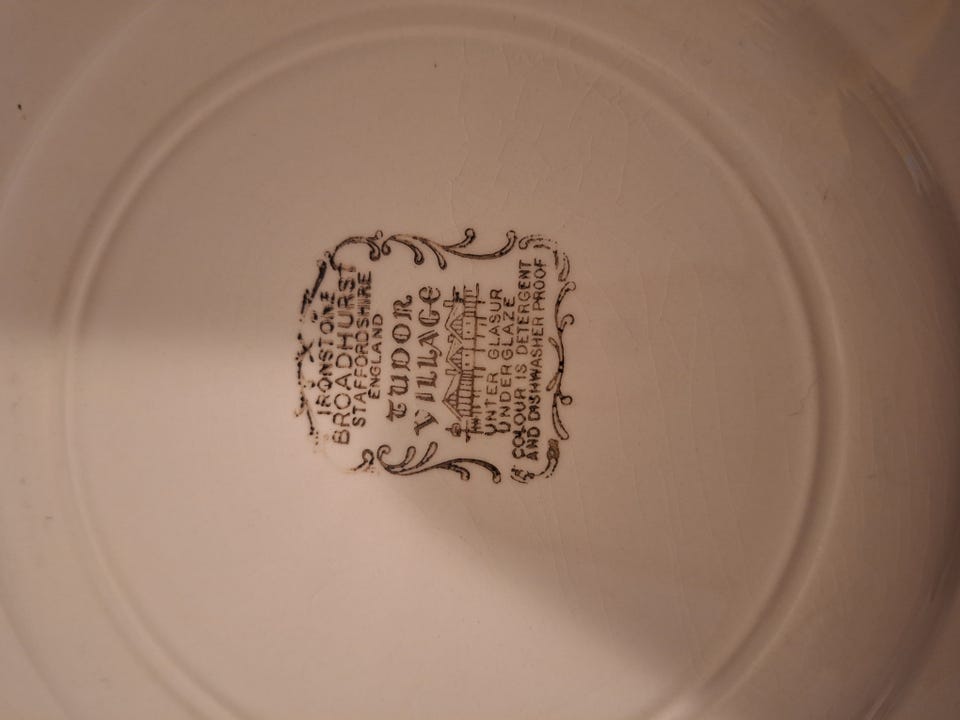 IRONSTONE
BROADHURST
STAFFORDSHIRE
ENGLAND
TUDOR
VILLAGE
UNTER GLASUR
UNDERGLAZE
COLOUR IS DETERGENT
AND DISHWASHER PROOF